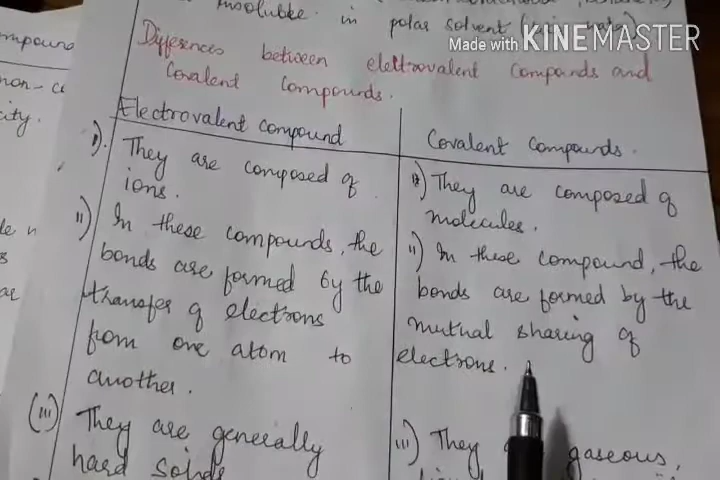 insoluble in polar solvent
Made with KINEMASTER
Differences between elettrovalent compounds and
Covalent Compounds.
Electrovalent compound
i). They are composed of
ions.
ii) In these compounds, the
bonds are formed by the
transfer of electrons
from one atom to
another.
(iii) They are generally
hard solids
Covalent Compounds.
i) They are composed of
molecules.
ii) In these compound, the
bonds are formed by the
mutual sharing of
electrons.
iii) They gaseous,
ompound
city.